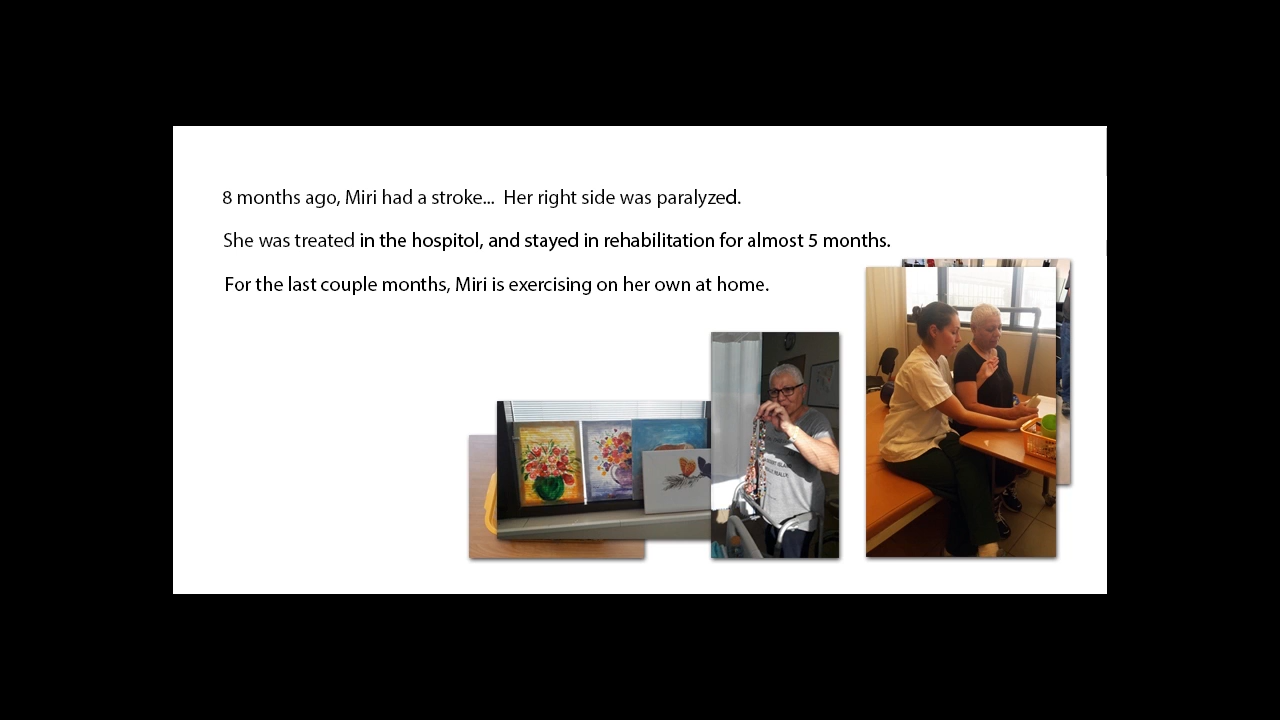 8 months ago, Miri had a stroke... Her right side was paralyzed.
She was treated in the hospitol, and stayed in rehabilitation for almost 5 months.
For the last couple months, Miri is exercising on her own at home.